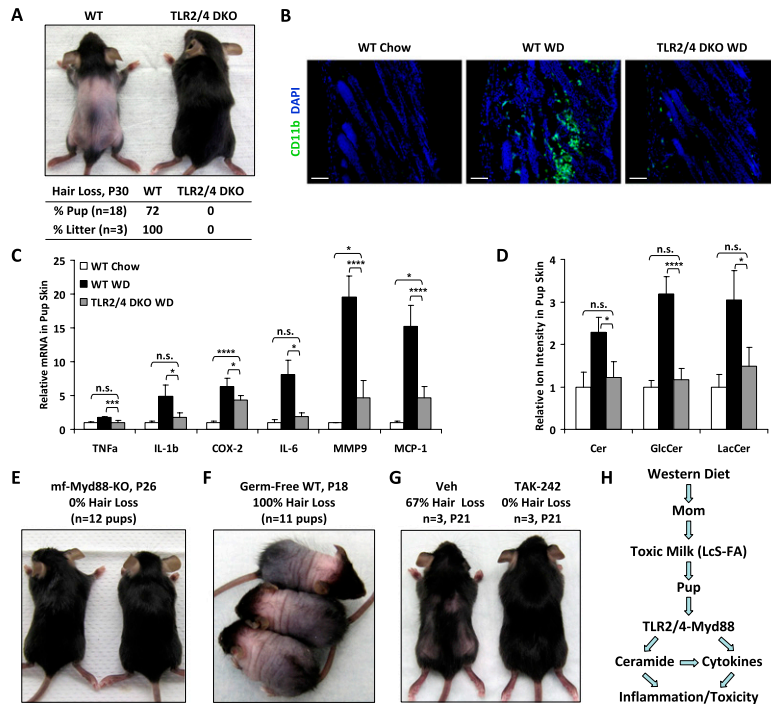 A
WT
TLR2/4 DKO
Hair Loss, P30 WT TLR2/4 DKO
% Pup (n=18) 72 0
% Litter (n=3) 100 0
B
WT Chow
WT WD
TLR2/4 DKO WD
CD11b DAPI
C
Relative mRNA in Pup Skin
25
20
15
10
5
0
WT Chow
WT WD
TLR2/4 DKO WD
n.s.
***
n.s.
*
****
*
n.s.
*
*
****
*
****
TNFa IL-1b COX-2 IL-6 MMP9 MCP-1
D
Relative Ion Intensity in Pup Skin
5
4
3
2
1
0
n.s.
*
n.s.
****
n.s.
*
Cer GlcCer LacCer
E
mf-Myd88-KO, P26
0% Hair Loss
(n=12 pups)
F
Germ-Free WT, P18
100% Hair Loss
(n=11 pups)
G
Veh
67% Hair Loss
n=3, P21
TAK-242
0% Hair Loss
n=3, P21
H
Western Diet
Mom
Toxic Milk (LcS-FA)
Pup
TLR2/4-Myd88
Ceramide
Cytokines
Inflammation/Toxicity